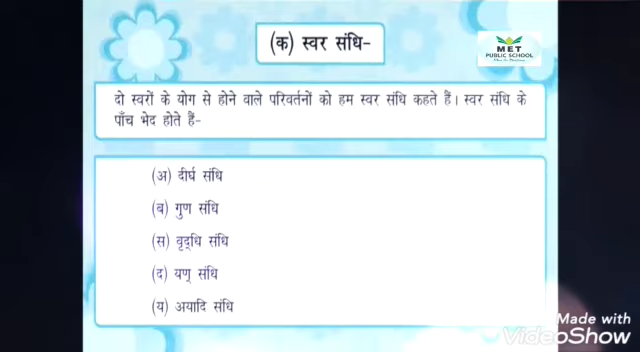 (क) स्वर संधि-
MET
PUBLIC SCHOOL
दो स्वरों के योग से होने वाले परिवर्तनों को हम स्वर संधि कहते हैं। स्वर संधि के
पाँच भेद होते हैं-
(अ) दीर्घ संधि
(ब) गुण संधि
(स) वृद्धि संधि
(द) यण् संधि
(य) अयादि संधि
Made with
VideoShow